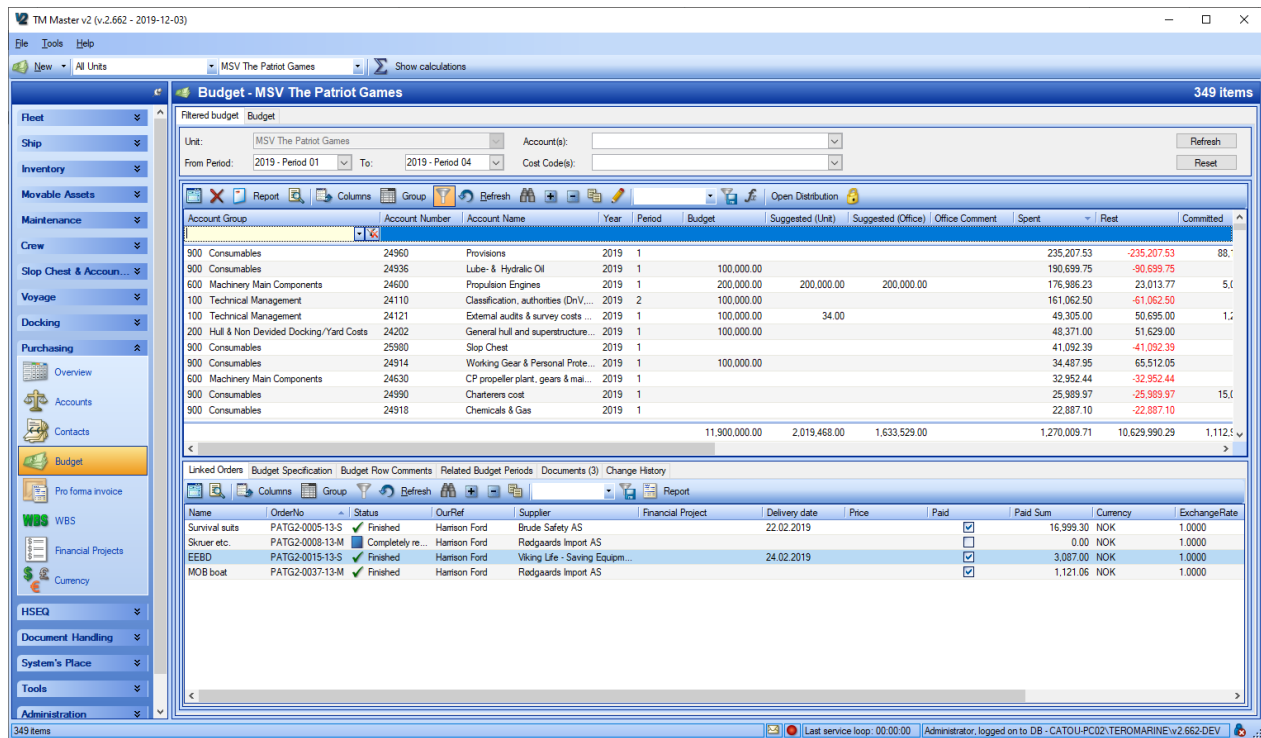 V2 TM Master v2 (v.2.662 - 2019-12-03)
File Tools Help
New All Units MSV The Patriot Games Σ Show calculations
Budget - MSV The Patriot Games 349 items
Fleet
Ship
Inventory
Movable Assets
Maintenance
Crew
Slop Chest & Accoun...
Voyage
Docking
Purchasing
Overview
Accounts
Contacts
Budget
Pro forma invoice
WBS WBS
Financial Projects
Currency
HSEQ
Document Handling
System's Place
Tools
Administration
Filtered budget Budget
Unit: MSV The Patriot Games Account(s): Refresh
From Period: 2019 - Period 01 To: 2019 - Period 04 Cost Code(s): Reset
Report Columns Group Refresh Open Distribution
Account Group Account Number Account Name Year Period Budget Suggested (Unit) Suggested (Office) Office Comment Spent Rest Committed
900 Consumables 24960 Provisions 2019 1 235,207.53 -235,207.53 88,
900 Consumables 24936 Lube- & Hydralic Oil 2019 1 100,000.00 190,699.75 -90,699.75
600 Machinery Main Components 24600 Propulsion Engines 2019 1 200,000.00 200,000.00 200,000.00 176,986.23 23,013.77 5,0
100 Technical Management 24110 Classification, authorities (DnV,... 2019 2 100,000.00 161,062.50 -61,062.50
100 Technical Management 24121 External audits & survey costs ... 2019 1 100,000.00 34.00 49,305.00 50,695.00 1,2
200 Hull & Non Devided Docking/Yard Costs 24202 General hull and superstructure... 2019 1 100,000.00 48,371.00 51,629.00
900 Consumables 25980 Slop Chest 2019 1 41,092.39 -41,092.39
900 Consumables 24914 Working Gear & Personal Prote... 2019 1 100,000.00 34,487.95 65,512.05
600 Machinery Main Components 24630 CP propeller plant, gears & mai... 2019 1 32,952.44 -32,952.44
900 Consumables 24990 Charterers cost 2019 1 25,989.97 -25,989.97 15,0
900 Consumables 24918 Chemicals & Gas 2019 1 22,887.10 -22,887.10
11,900,000.00 2,019,468.00 1,633,529.00 1,270,009.71 10,629,990.29 1,112,9
Linked Orders Budget Specification Budget Row Comments Related Budget Periods Documents (3) Change History
Columns Group Refresh Report
Name OrderNo Status OurRef Supplier Financial Project Delivery date Price Paid Paid Sum Currency ExchangeRate
Survival suits PATG2-0005-13-S Finished Harrison Ford Brude Safety AS 22.02.2019 16,999.30 NOK 1.0000
Skruer etc. PATG2-0008-13-M Completely re... Harrison Ford Rødgaards Import AS 0.00 NOK 1.0000
EEBD PATG2-0015-13-S Finished Harrison Ford Viking Life - Saving Equipm... 24.02.2019 3,087.00 NOK 1.0000
MOB boat PATG2-0037-13-M Finished Harrison Ford Rødgaards Import AS 1,121.06 NOK 1.0000
349 items Last service loop: 00:00:00 Administrator, logged on to DB - CATOU-PC02\TEROMARINE\v2.662-DEV